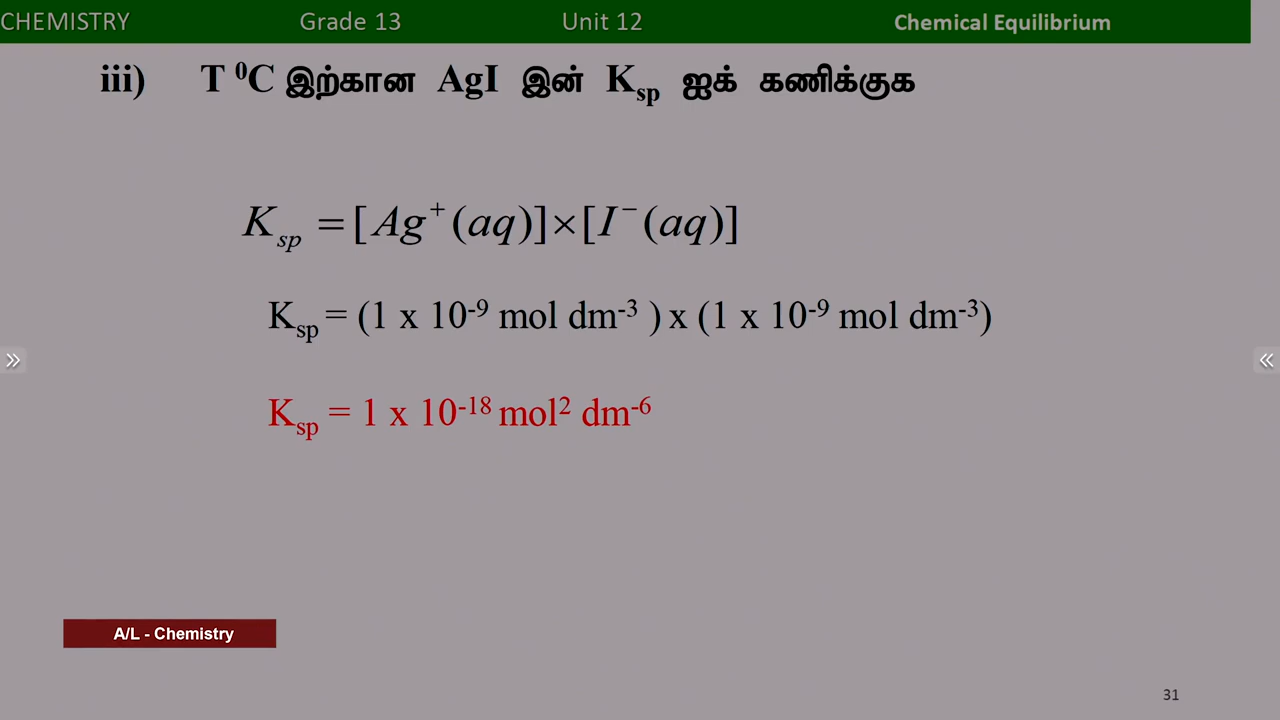 CHEMISTRY Grade 13 Unit 12 Chemical Equilibrium
iii) T ⁰C இற்கான AgI இன் Ksp ஐக் கணிக்குக
Ksp = [Ag⁺(aq)]×[I⁻(aq)]
Ksp = (1 x 10⁻⁹ mol dm⁻³ ) x (1 x 10⁻⁹ mol dm⁻³)
Ksp = 1 x 10⁻¹⁸ mol² dm⁻⁶
A/L - Chemistry
31